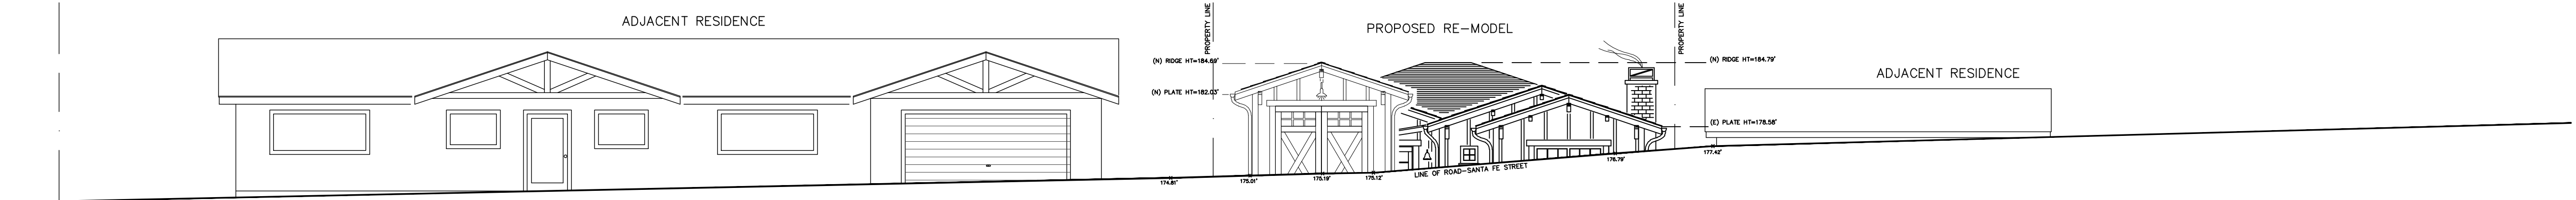 ADJACENT RESIDENCE
PROPERTY LINE
PROPOSED RE-MODEL
PROPERTY LINE
(N) RIDGE HT=184.69'
(N) RIDGE HT=184.79'
ADJACENT RESIDENCE
(N) PLATE HT=182.03'
(E) PLATE HT=178.58'
174.81'
175.01'
175.19'
175.12'
LINE OF ROAD-SANTA FE STREET
176.79'
177.42'